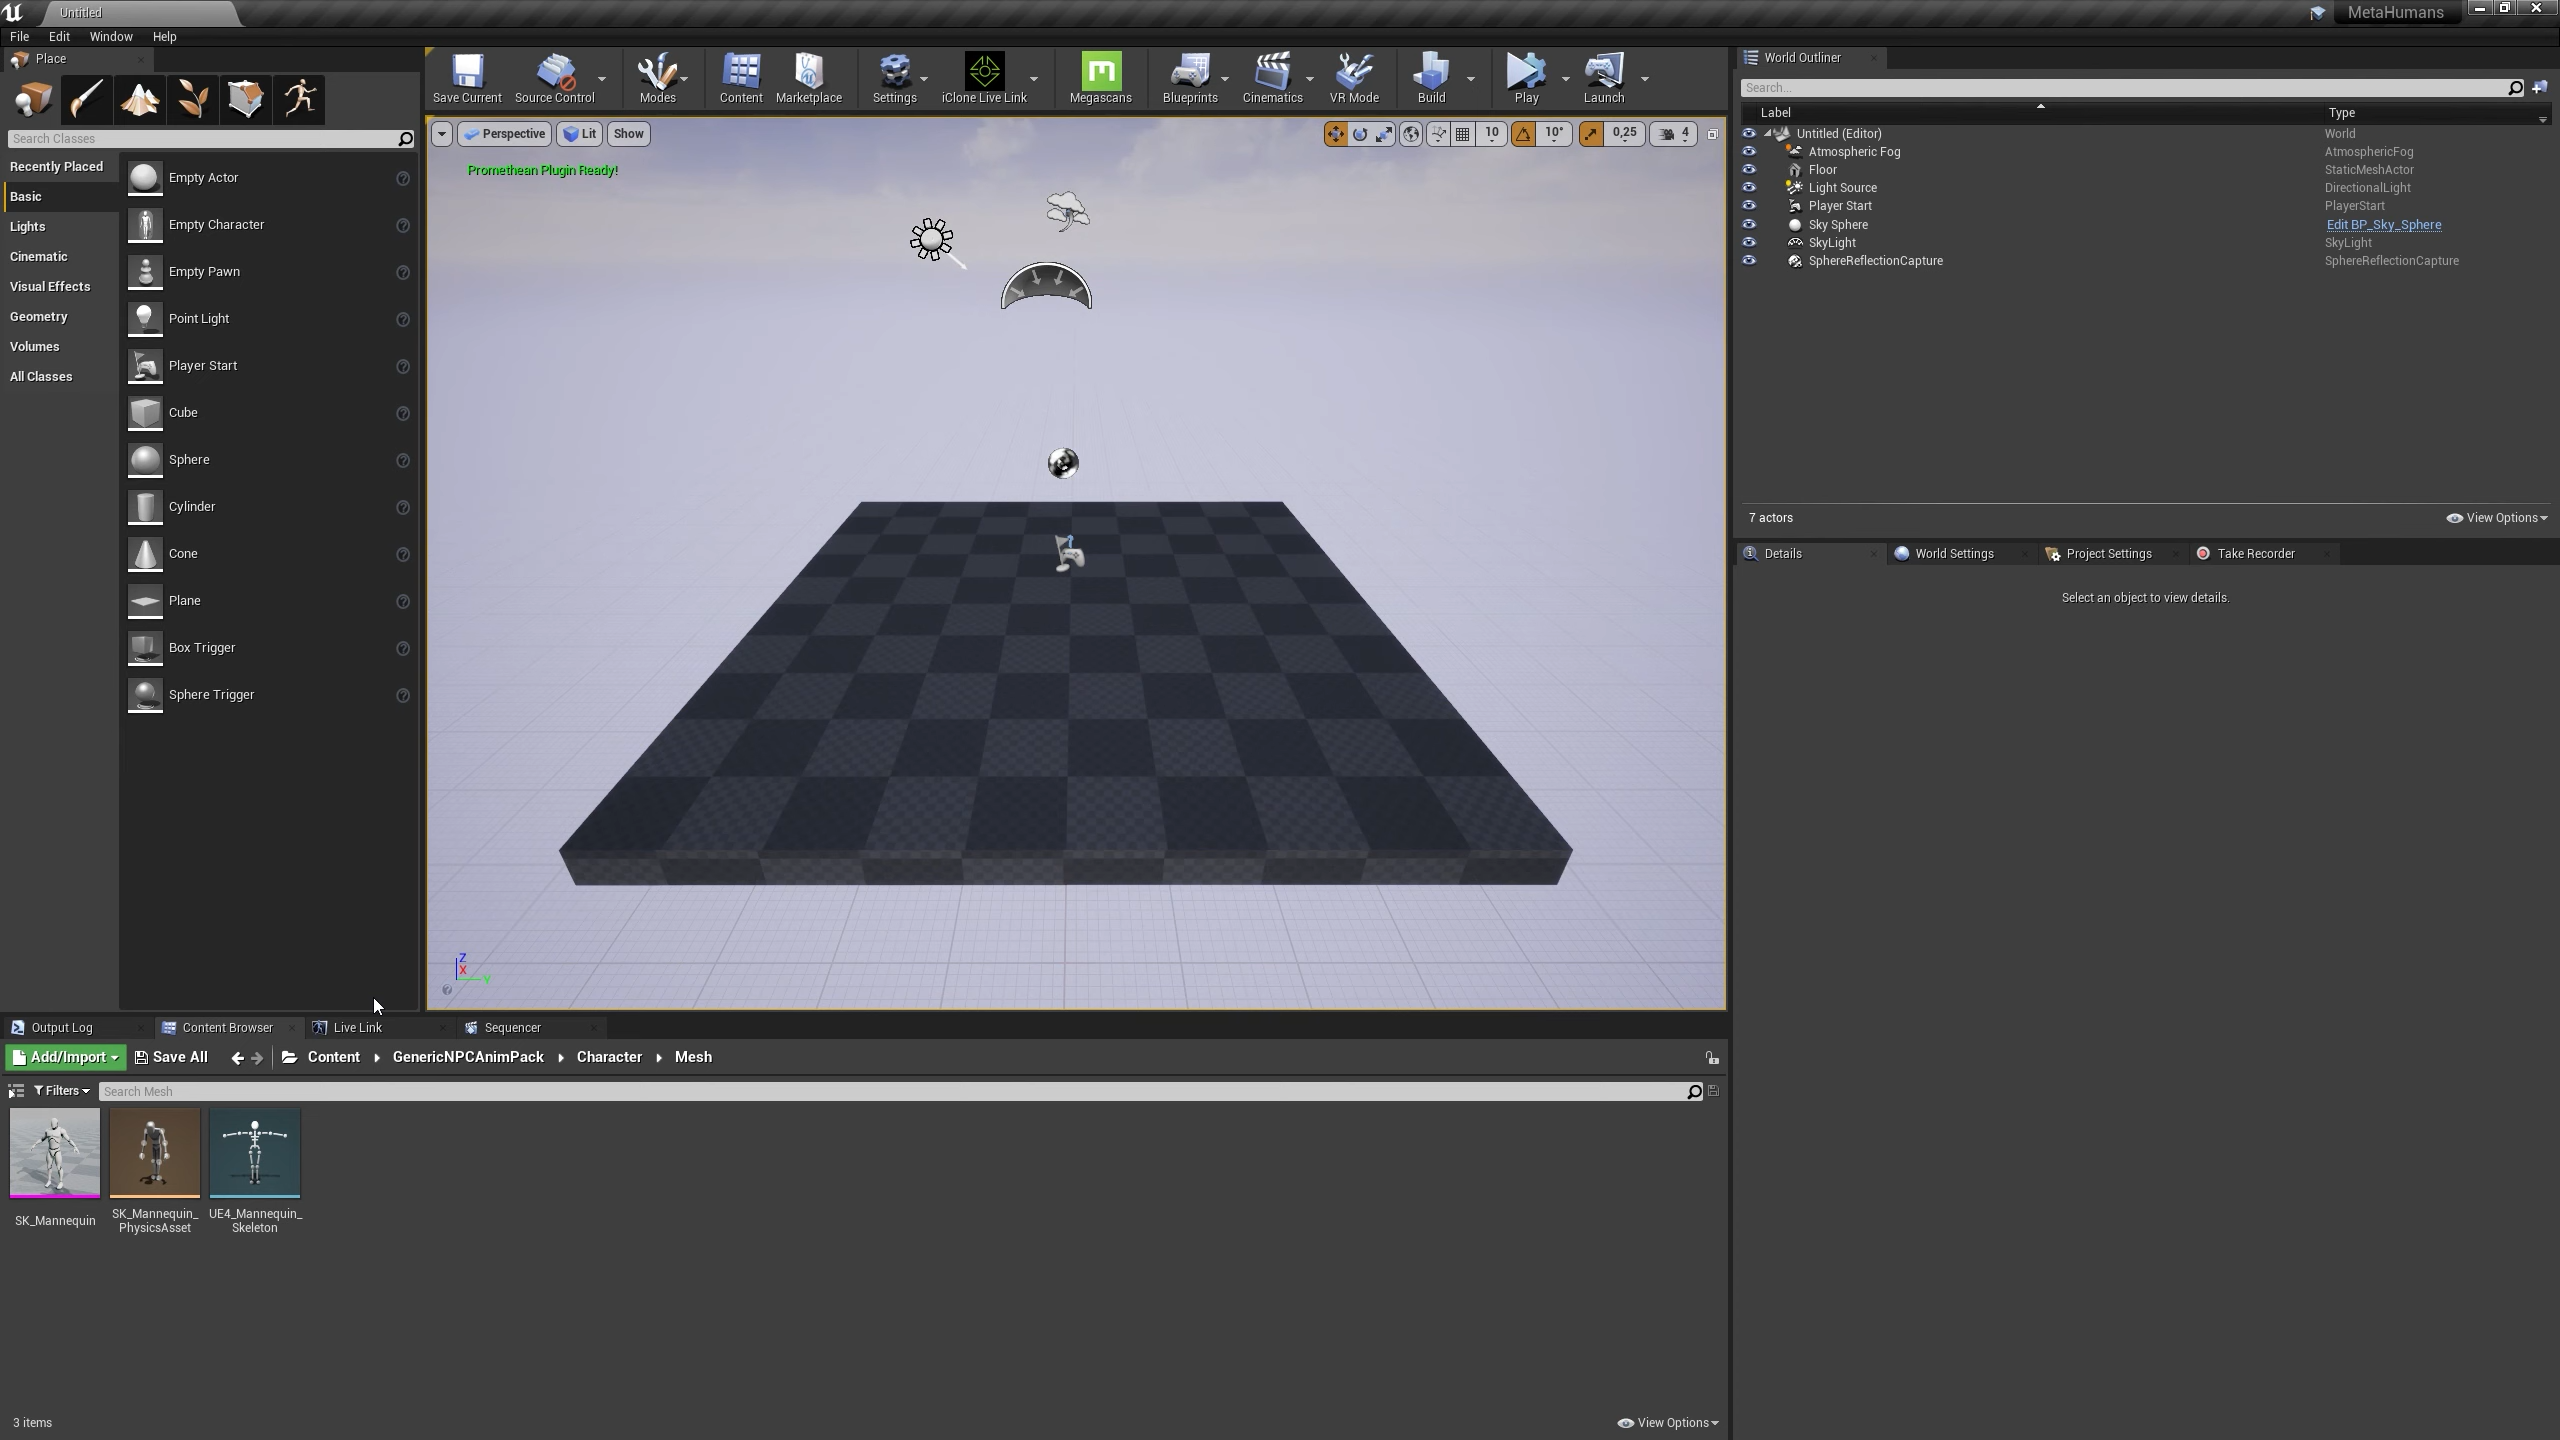 Untitled
MetaHumans
File Edit Window Help
Place
Search Classes
Recently Placed
Basic
Lights
Cinematic
Visual Effects
Geometry
Volumes
All Classes
Empty Actor
Empty Character
Empty Pawn
Point Light
Player Start
Cube
Sphere
Cylinder
Cone
Plane
Box Trigger
Sphere Trigger
Save Current Source Control Modes Content Marketplace Settings iClone Live Link Megascans Blueprints Cinematics VR Mode Build Play Launch
Perspective Lit Show
10 10° 0,25 4
Promethean Plugin Ready!
Z
X
Y
World Outliner
Search...
Label Type
Untitled (Editor) World
Atmospheric Fog AtmosphericFog
Floor StaticMeshActor
Light Source DirectionalLight
Player Start PlayerStart
Sky Sphere Edit BP_Sky_Sphere
SkyLight SkyLight
SphereReflectionCapture SphereReflectionCapture
7 actors View Options
Details World Settings Project Settings Take Recorder
Select an object to view details.
Output Log Content Browser Live Link Sequencer
Add/Import Save All Content GenericNPCAnimPack Character Mesh
Filters Search Mesh
SK_Mannequin
SK_Mannequin_
PhysicsAsset
UE4_Mannequin_
Skeleton
3 items View Options